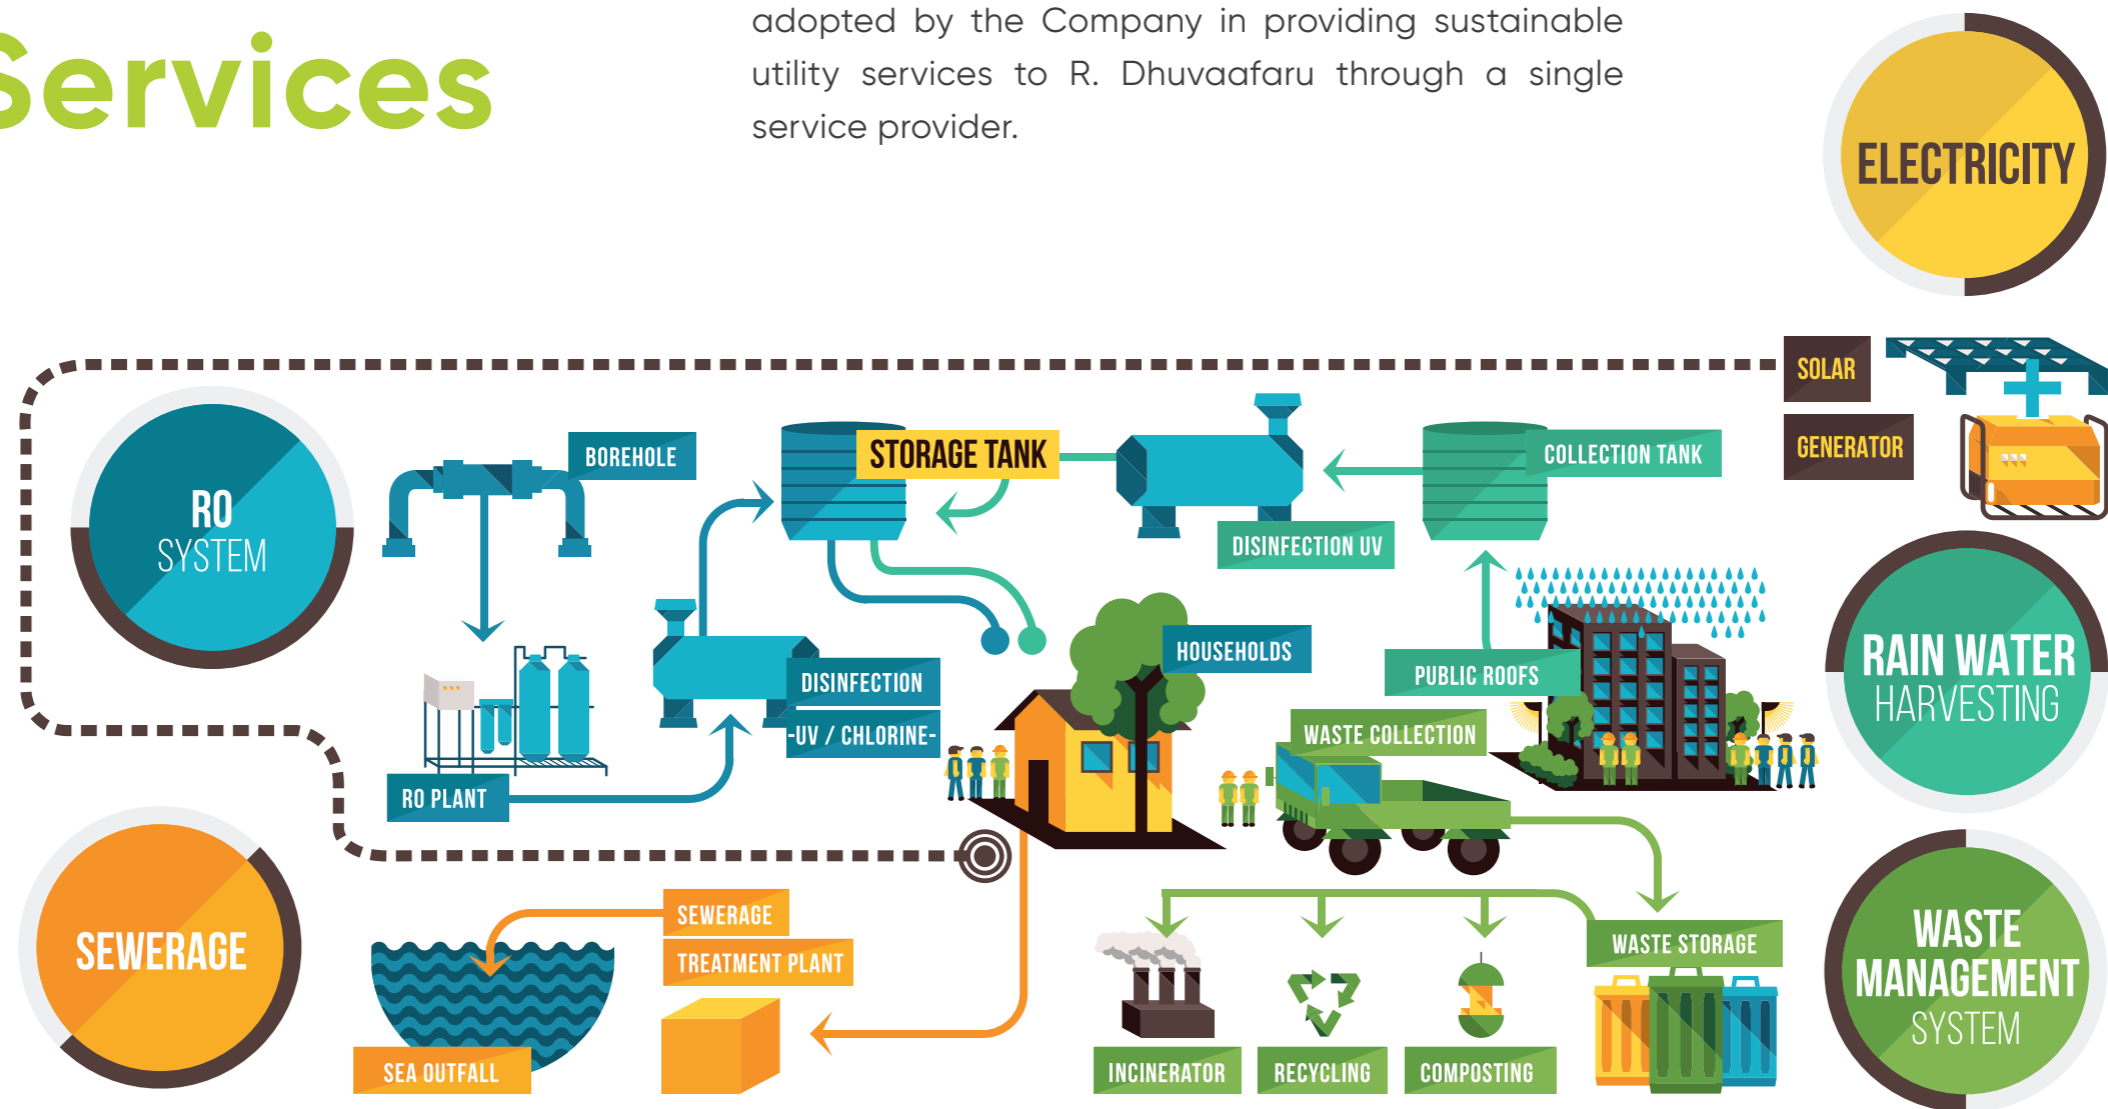 Services
adopted by the Company in providing sustainable
utility services to R. Dhuvaafaru through a single
service provider.
ELECTRICITY
SOLAR
GENERATOR
RO
SYSTEM
BOREHOLE
STORAGE TANK
COLLECTION TANK
DISINFECTION UV
HOUSEHOLDS
PUBLIC ROOFS
RAIN WATER
HARVESTING
DISINFECTION
-UV / CHLORINE-
RO PLANT
WASTE COLLECTION
SEWERAGE
SEWERAGE
TREATMENT PLANT
SEA OUTFALL
WASTE STORAGE
WASTE
MANAGEMENT
SYSTEM
INCINERATOR
RECYCLING
COMPOSTING